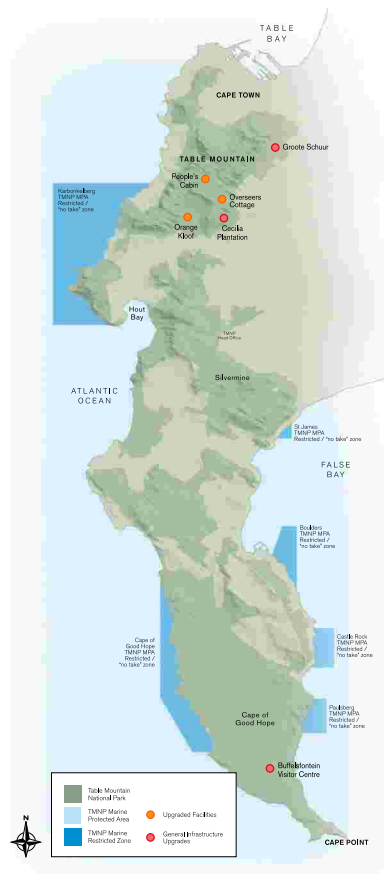 TABLE
BAY
CAPE TOWN
Groote Schuur
TABLE MOUNTAIN
People's
Cabin
Overseers
Cottage
Orange
Kloof
Cecilia
Plantation
Karbonkelberg
TMNP MPA
Restricted /
"no take" zone
Hout
Bay
TMNP
Head Office
Silvermine
ATLANTIC
OCEAN
St James
TMNP MPA
Restricted / "no take" zone
FALSE
BAY
Boulders
TMNP MPA
Restricted /
"no take" zone
Cape of
Good Hope
TMNP MPA
Restricted /
"no take" zone
Castle Rock
TMNP MPA
Restricted /
"no take" zone
Paulsberg
TMNP MPA
Restricted /
"no take" zone
Cape of
Good Hope
Buffelsfontein
Visitor Centre
CAPE POINT
N
Table Mountain
National Park
TMNP Marine
Protected Area
TMNP Marine
Restricted Zone
Upgraded Facilities
General Infrastructure
Upgrades